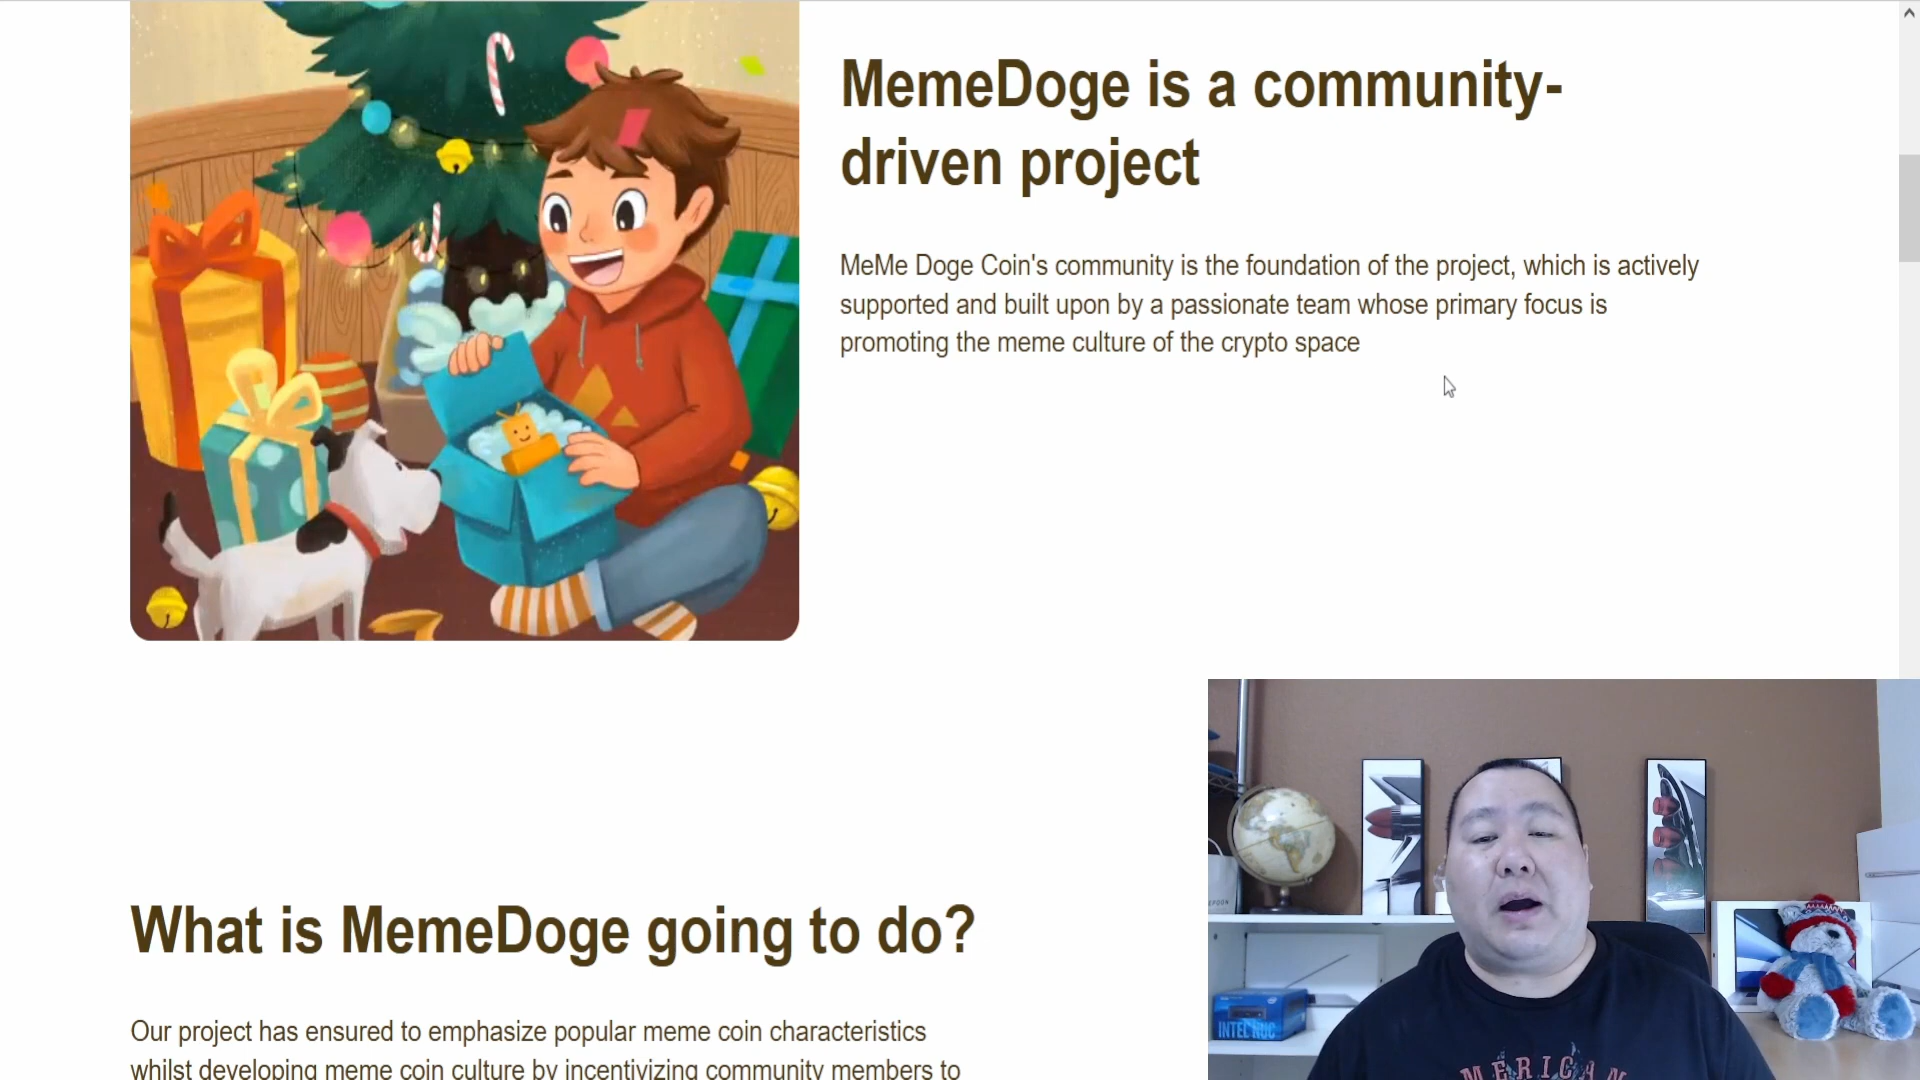 MemeDoge is a community-
driven project
MeMe Doge Coin's community is the foundation of the project, which is actively
supported and built upon by a passionate team whose primary focus is
promoting the meme culture of the crypto space
What is MemeDoge going to do?
Our project has ensured to emphasize popular meme coin characteristics
whilst developing meme coin culture by incentivizing community members to
INTEL NUC
MERICAN